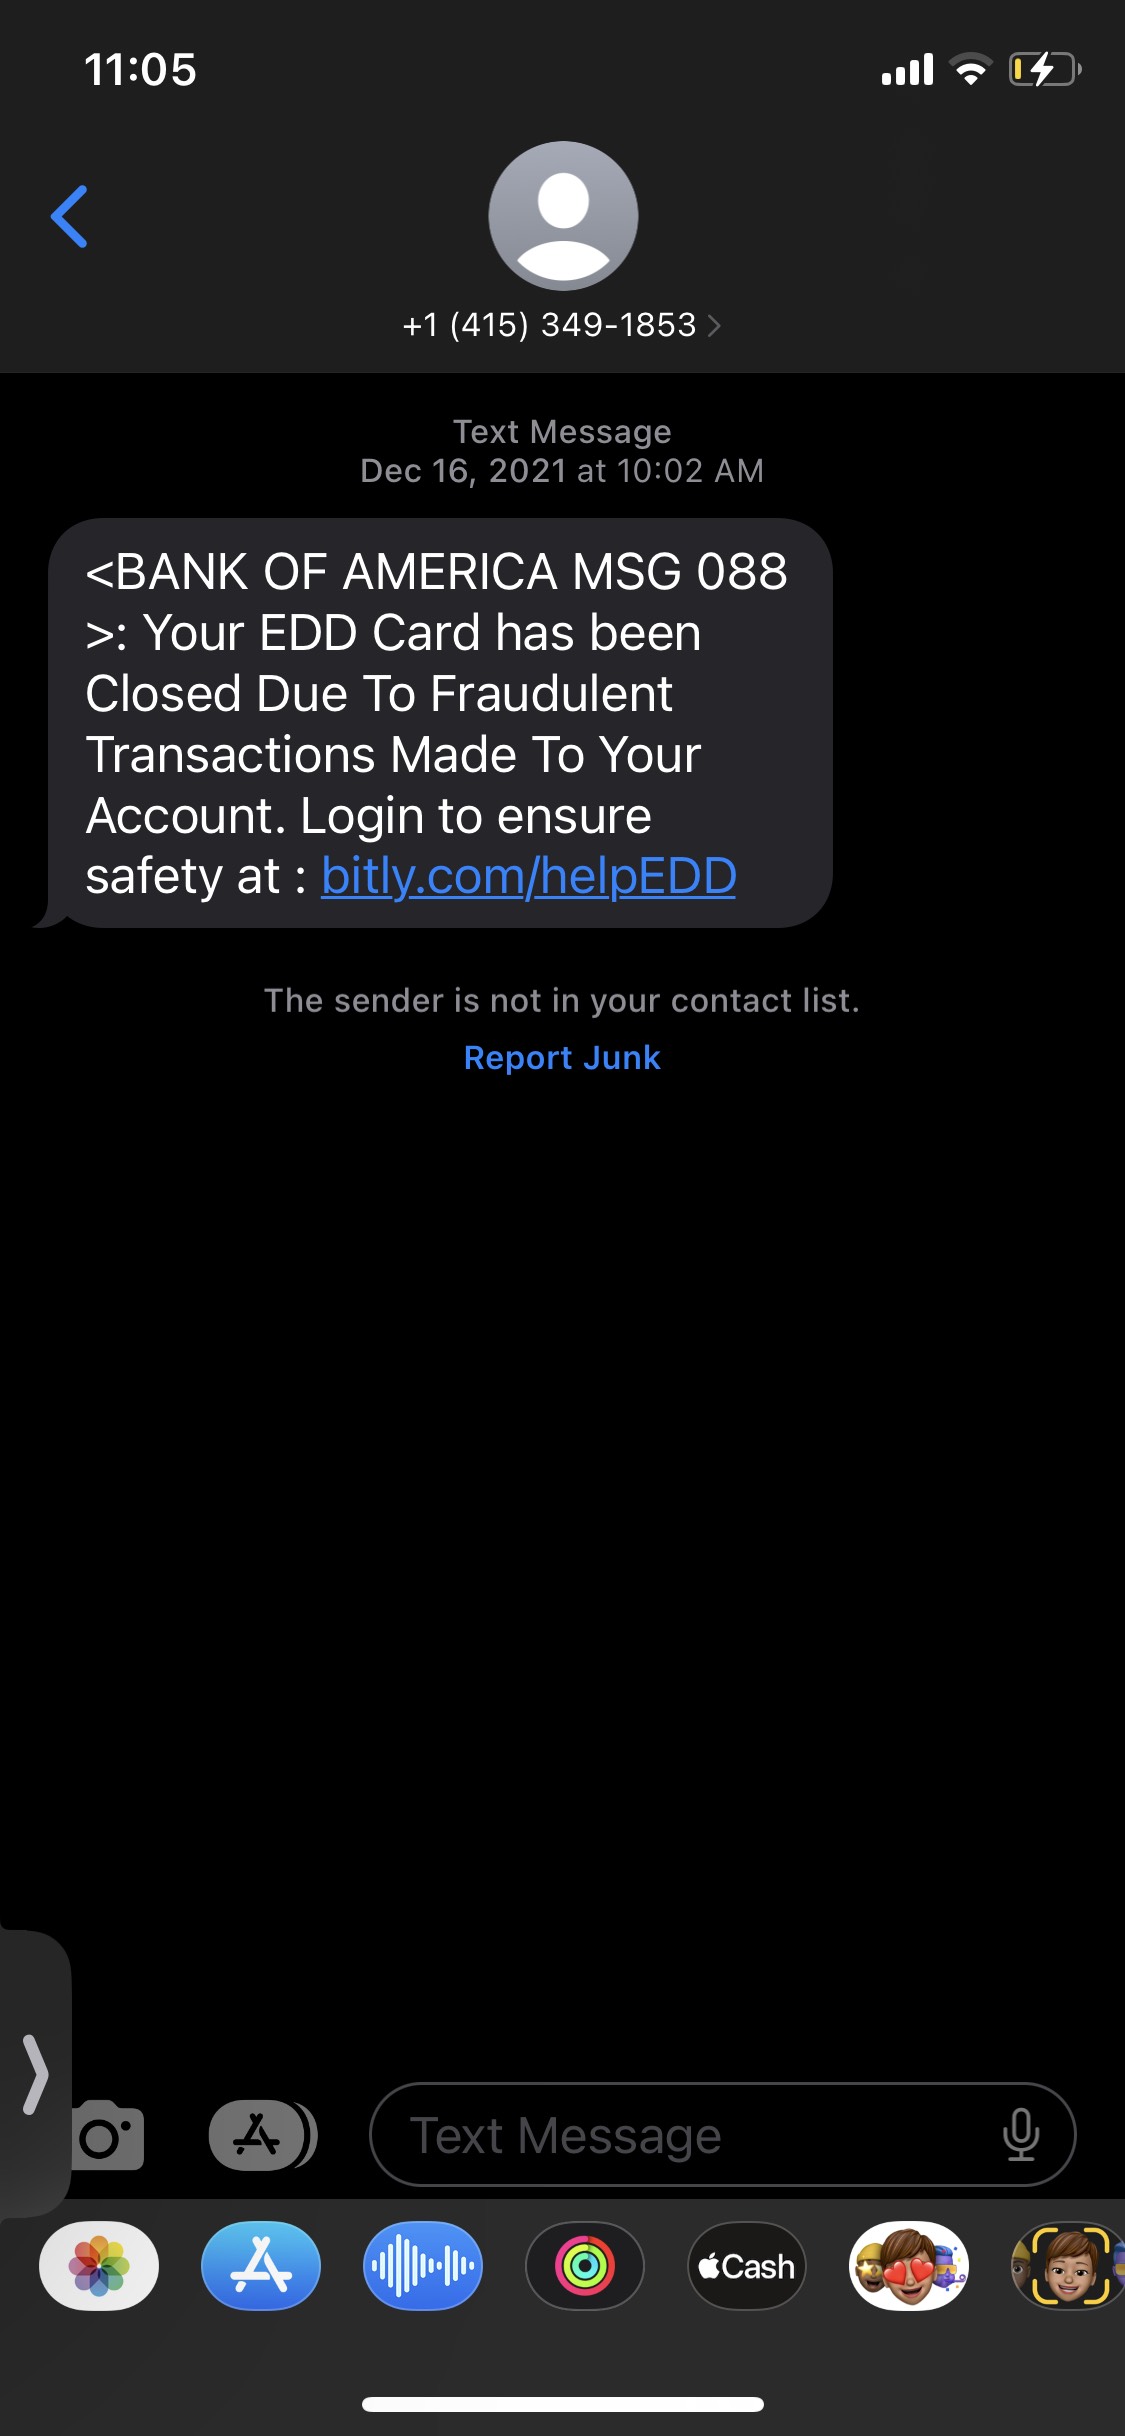 11:05
+1 (415) 349-1853
Text Message
Dec 16, 2021 at 10:02 AM
<BANK OF AMERICA MSG 088
>: Your EDD Card has been
Closed Due To Fraudulent
Transactions Made To Your
Account. Login to ensure
safety at : bitly.com/helpEDD
The sender is not in your contact list.
Report Junk
Text Message
Cash